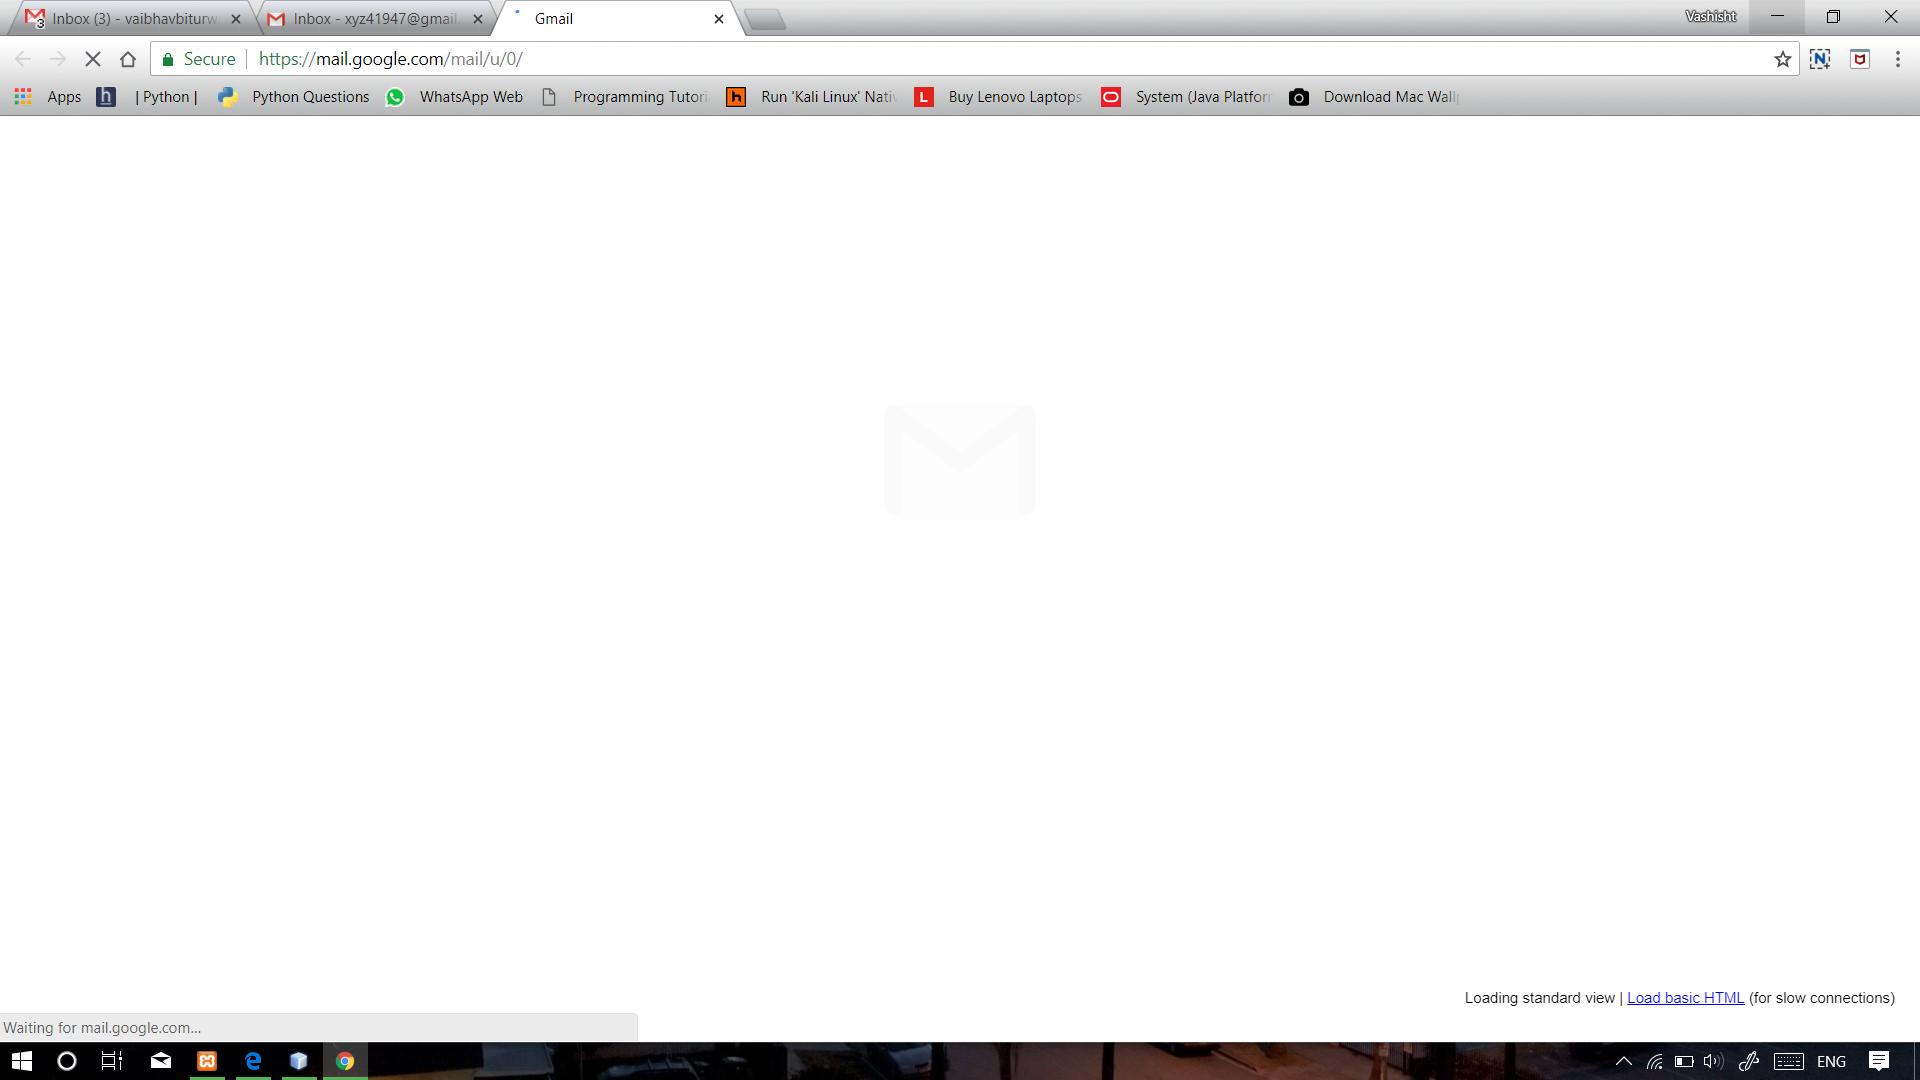 Inbox (3) - vaibhavbiturw
Inbox - xyz41947@gmail.
Gmail
Vashisht
Secure
https://mail.google.com/mail/u/0/
Apps
| Python |
Python Questions
WhatsApp Web
Programming Tutori
Run 'Kali Linux' Nativ
Buy Lenovo Laptops
System (Java Platfor
Download Mac Wallp
Loading standard view | Load basic HTML (for slow connections)
Waiting for mail.google.com...
ENG